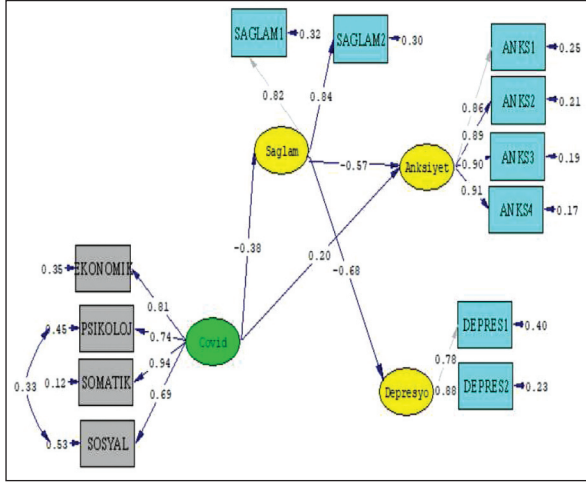 SAGLAM1
0.32
SAGLAM2
0.30
ANKS1
0.25
0.82
0.84
ANKS2
0.21
0.86
0.89
Saglam
-0.57
Anksiyet
0.90
ANKS3
0.19
0.91
ANKS4
0.17
-0.38
0.20
-0.68
0.35
EKONOMIK
0.81
0.45
PSIKOLOJ
0.74
Covid
0.33
0.12
SOMATIK
0.94
0.69
0.53
SOSYAL
DEPRES1
0.40
0.78
Depresyo
0.88
DEPRES2
0.23